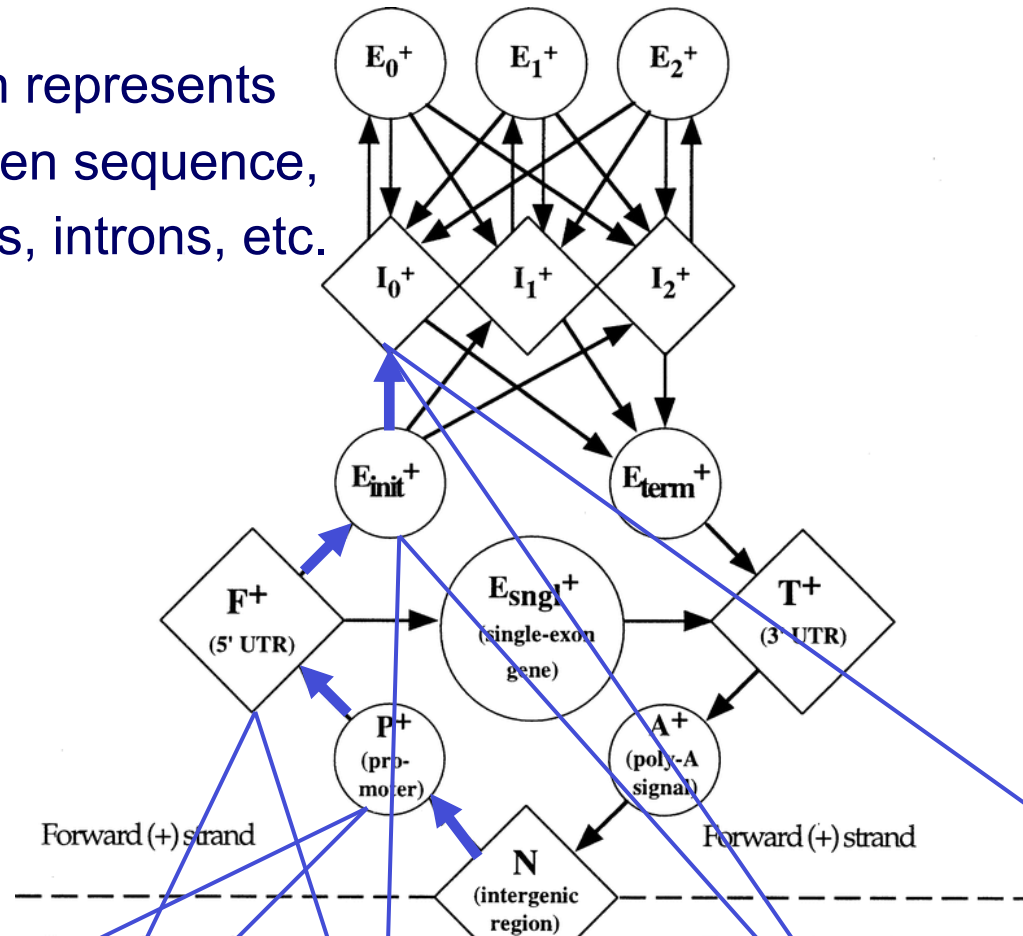 n represents
en sequence,
s, introns, etc.
E0+ E1+ E2+
I0+ I1+ I2+
Einit+ Eterm+
F+
(5' UTR)
Esngl+
(single-exon
gene)
T+
(3' UTR)
P+
(pro-
moter)
A+
(poly-A
signal)
Forward (+) strand Forward (+) strand
N
(intergenic
region)